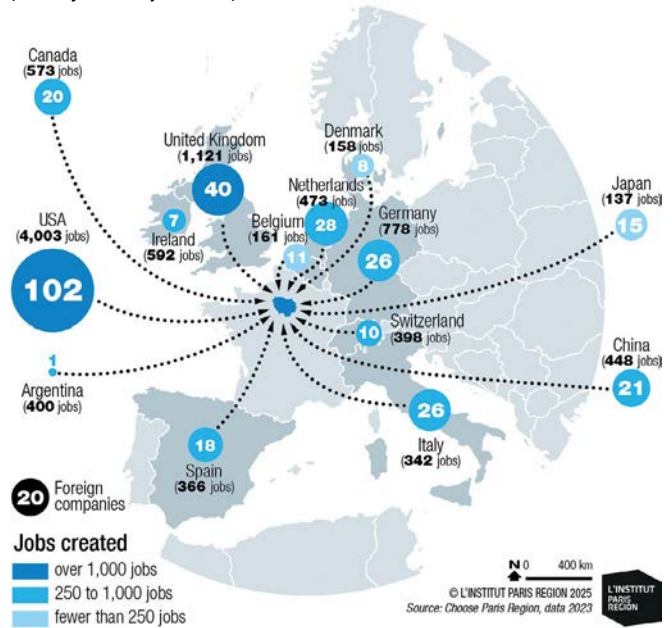 Canada
(573 jobs)
20
United Kingdom
(1,121 jobs)
40
Denmark
(158 jobs)
8
Netherlands
(473 jobs)
28
Japan
(137 jobs)
15
USA
(4,003 jobs)
102
7
Ireland
(592 jobs)
Belgium
(161 jobs)
11
Germany
(778 jobs)
26
10
Switzerland
(398 jobs)
China
(448 jobs)
21
1
Argentina
(400 jobs)
18
Spain
(366 jobs)
26
Italy
(342 jobs)
20 Foreign
companies
Jobs created
over 1,000 jobs
250 to 1,000 jobs
fewer than 250 jobs
N 0 400 km
© L'INSTITUT PARIS REGION 2025
Source: Choose Paris Region, data 2023
L'INSTITUT
PARIS
REGION